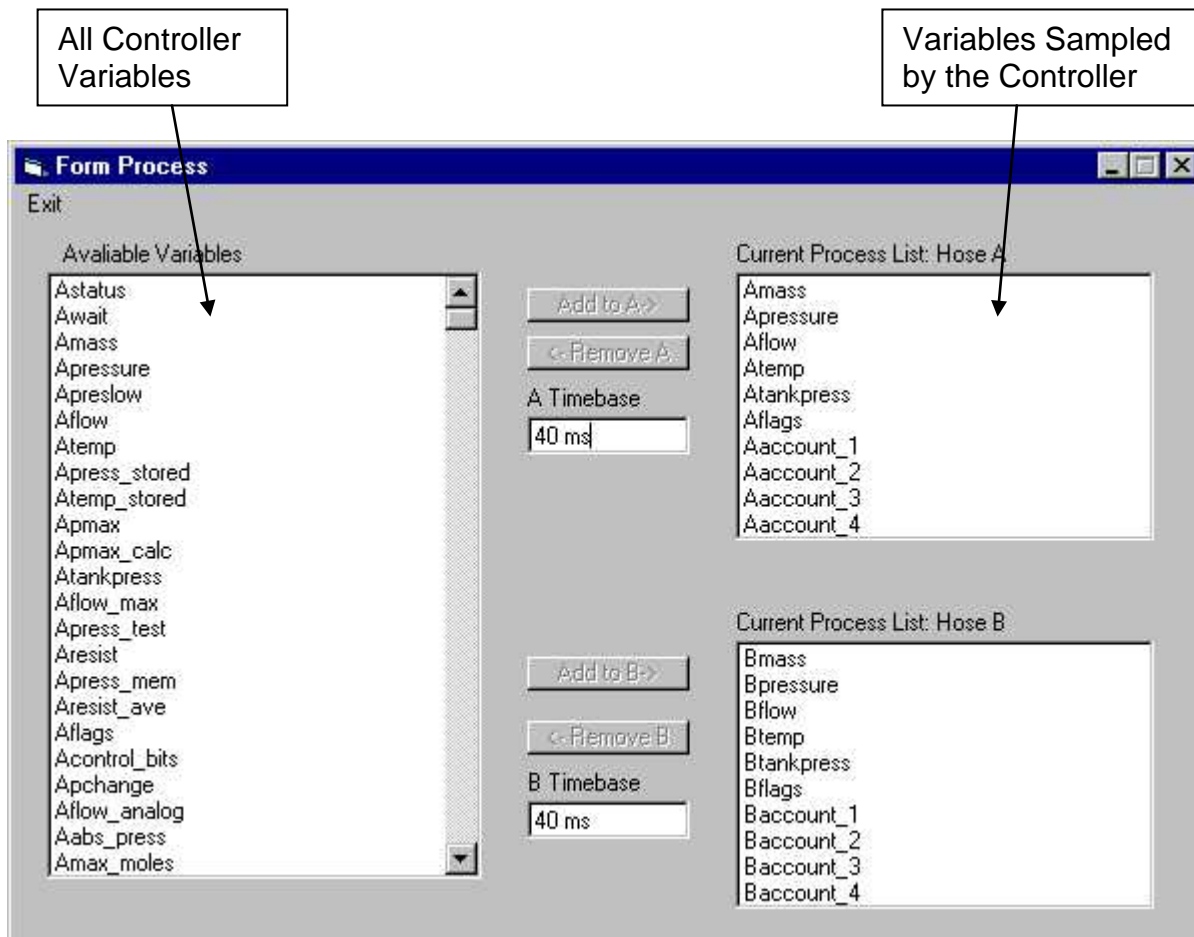 All Controller
Variables
Variables Sampled
by the Controller
Form Process
Exit
Avaliable Variables
Astatus
Await
Amass
Apressure
Apreslow
Aflow
Atemp
Apress_stored
Atemp_stored
Apmax
Apmax_calc
Atankpress
Aflow_max
Apress_test
Aresist
Apress_mem
Aresist_ave
Aflags
Acontrol_bits
Apchange
Aflow_analog
Aabs_press
Amax_moles
Add to A->
<- Remove A
A Timebase
40 ms
Add to B->
<- Remove B
B Timebase
40 ms
Current Process List: Hose A
Amass
Apressure
Aflow
Atemp
Atankpress
Aflags
Aaccount_1
Aaccount_2
Aaccount_3
Aaccount_4
Current Process List: Hose B
Bmass
Bpressure
Bflow
Btemp
Btankpress
Bflags
Baccount_1
Baccount_2
Baccount_3
Baccount_4